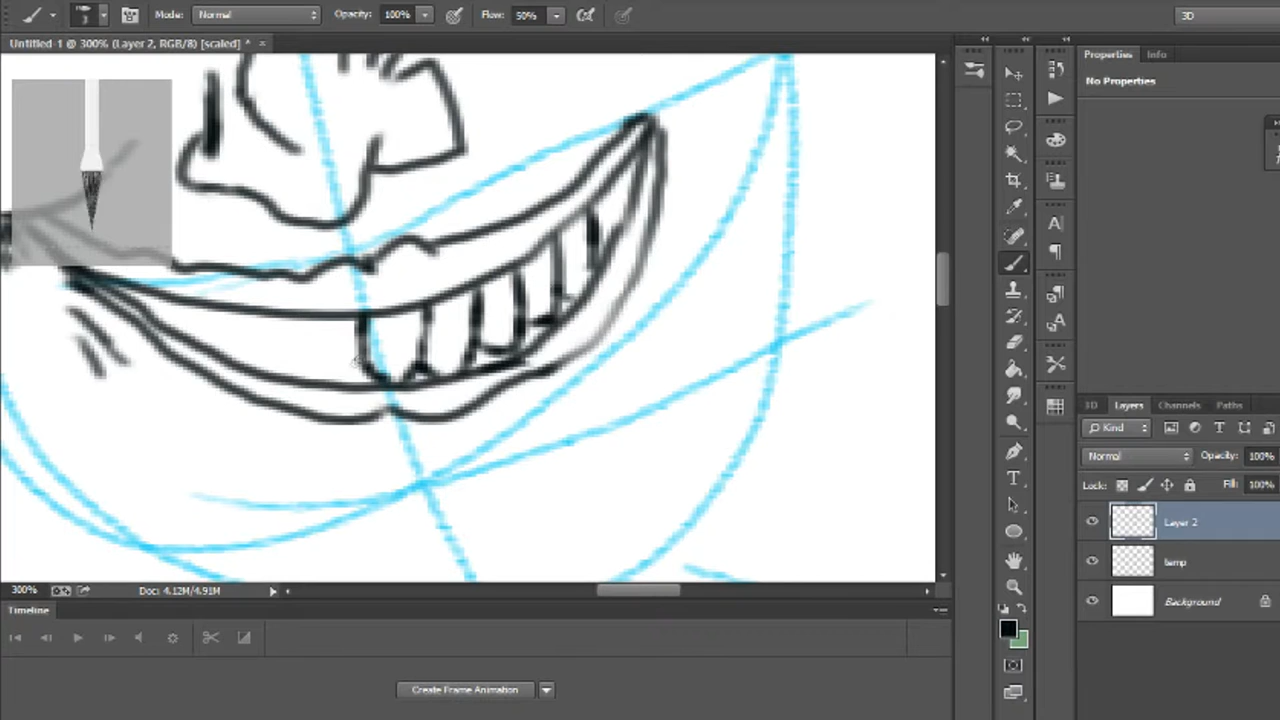 3
Mode: Normal
Opacity: 100%
Flow: 50%
3D
Untitled-1 @ 300% (Layer 2, RGB/8) [scaled] * ×
Properties Info
No Properties
3D Layers Channels Paths
Kind
Normal Opacity: 100%
Lock: Fill: 100%
Layer 2
lamp
Background
300% Doc: 4.12M/4.91M
Timeline
Create Frame Animation